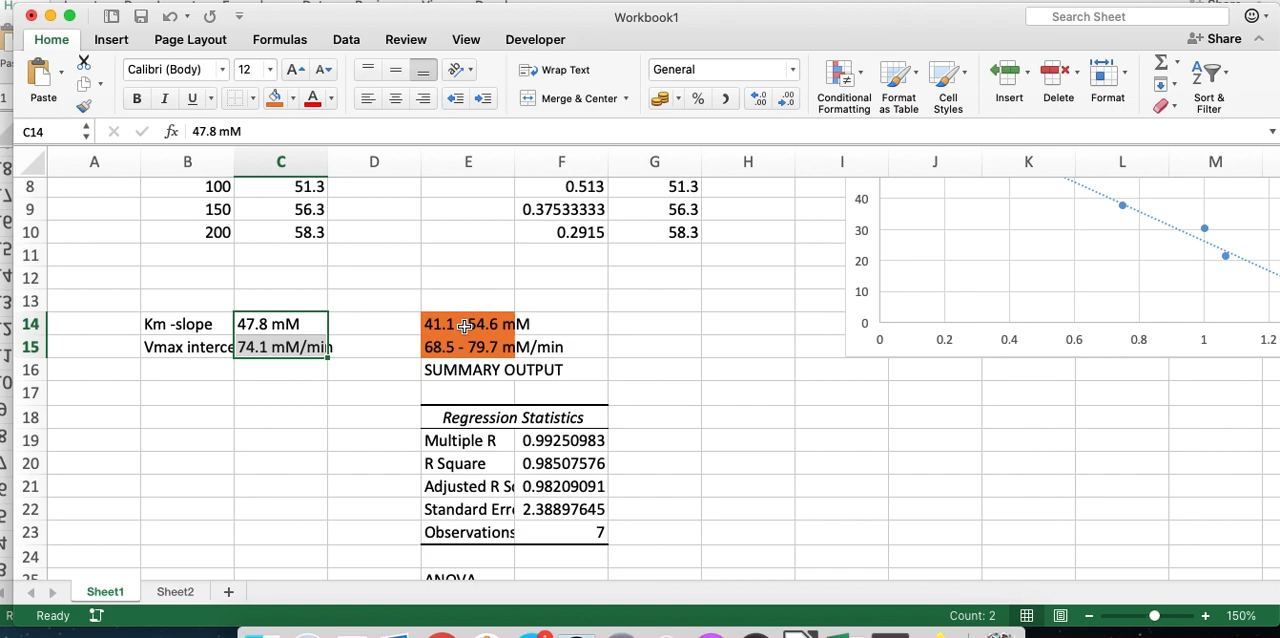 Workbook1
Search Sheet
Home Insert Page Layout Formulas Data Review View Developer
Share
Paste
Calibri (Body) 12 A A
B I U A
Wrap Text
Merge & Center
General
%
Conditional Formatting
Format as Table
Cell Styles
Insert Delete Format
Sort & Filter
C14 fx 47.8 mM
A B C D E F G H I J K L M
8 100 51.3 0.513 51.3
9 150 56.3 0.37533333 56.3
10 200 58.3 0.2915 58.3
11
12
13
14 Km -slope 47.8 mM 41.1 - 54.6 mM
15 Vmax interce 74.1 mM/min 68.5 - 79.7 mM/min
16 SUMMARY OUTPUT
17
18 Regression Statistics
19 Multiple R 0.99250983
20 R Square 0.98507576
21 Adjusted R S 0.98209091
22 Standard Err 2.38897645
23 Observations 7
24
25 ANOVA
40
30
20
10
0
0 0.2 0.4 0.6 0.8 1 1.2
Sheet1 Sheet2 +
Ready Count: 2 150%